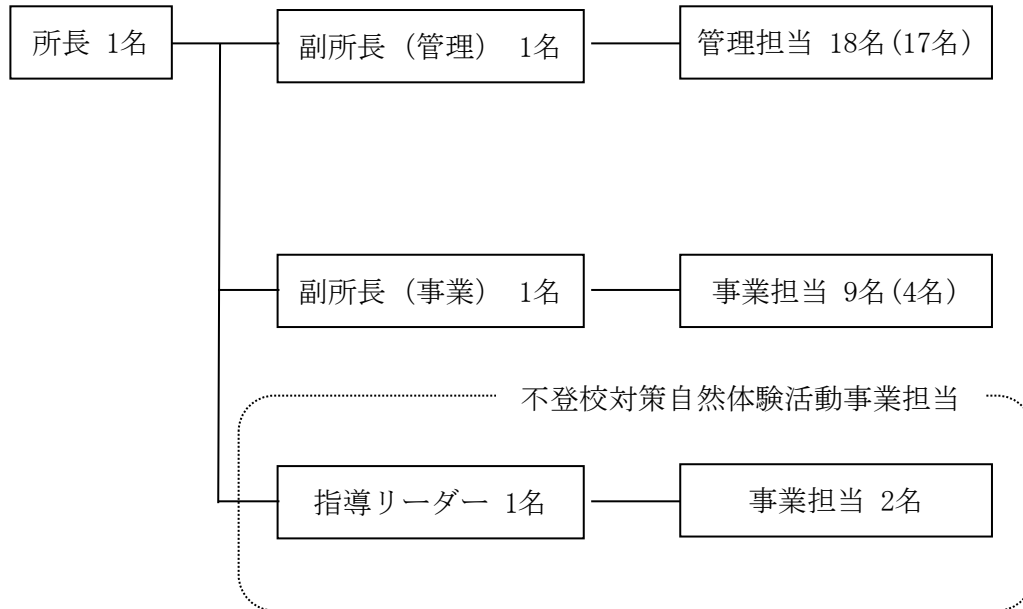 所長 1名
副所長（管理） 1名
管理担当 18名(17名)
副所長（事業） 1名
事業担当 9名(4名)
不登校対策自然体験活動事業担当
指導リーダー 1名
事業担当 2名